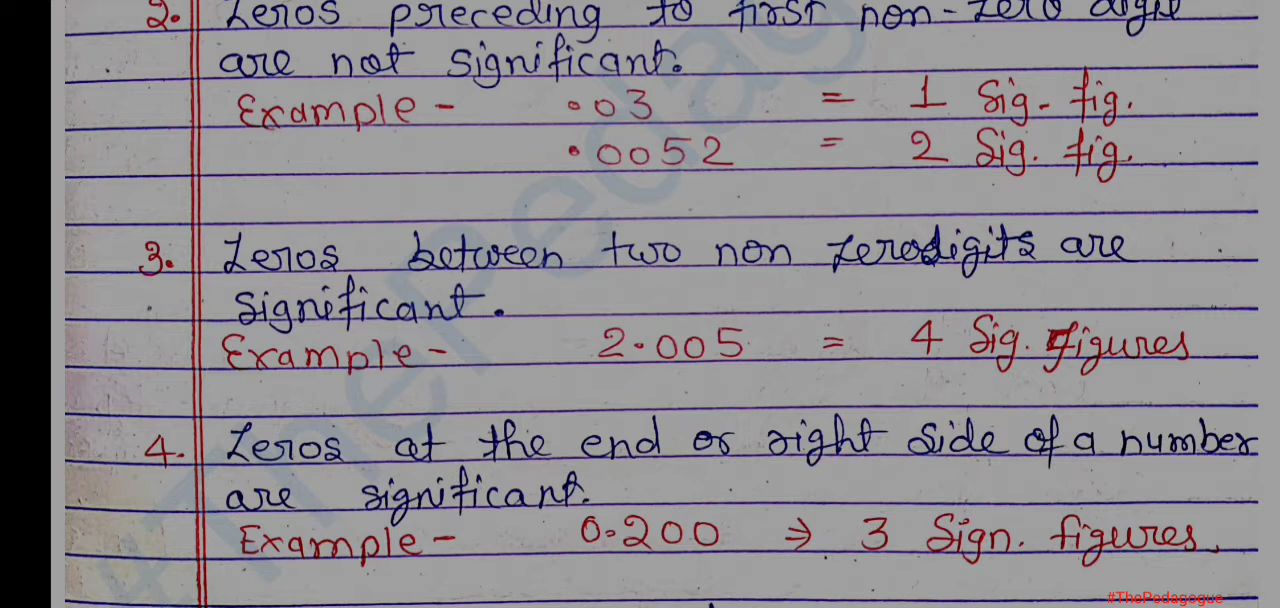 2. Zeros preceding to first non-zero digit
are not significant.
Example - .03 = 1 Sig. fig.
.0052 = 2 Sig. fig.
3. Zeros between two non zero digits are
significant.
Example - 2.005 = 4 Sig. figures
4. Zeros at the end or right side of a number
are significant.
Example - 0.200 ⇒ 3 Sign. figures.
#ThePedagogue